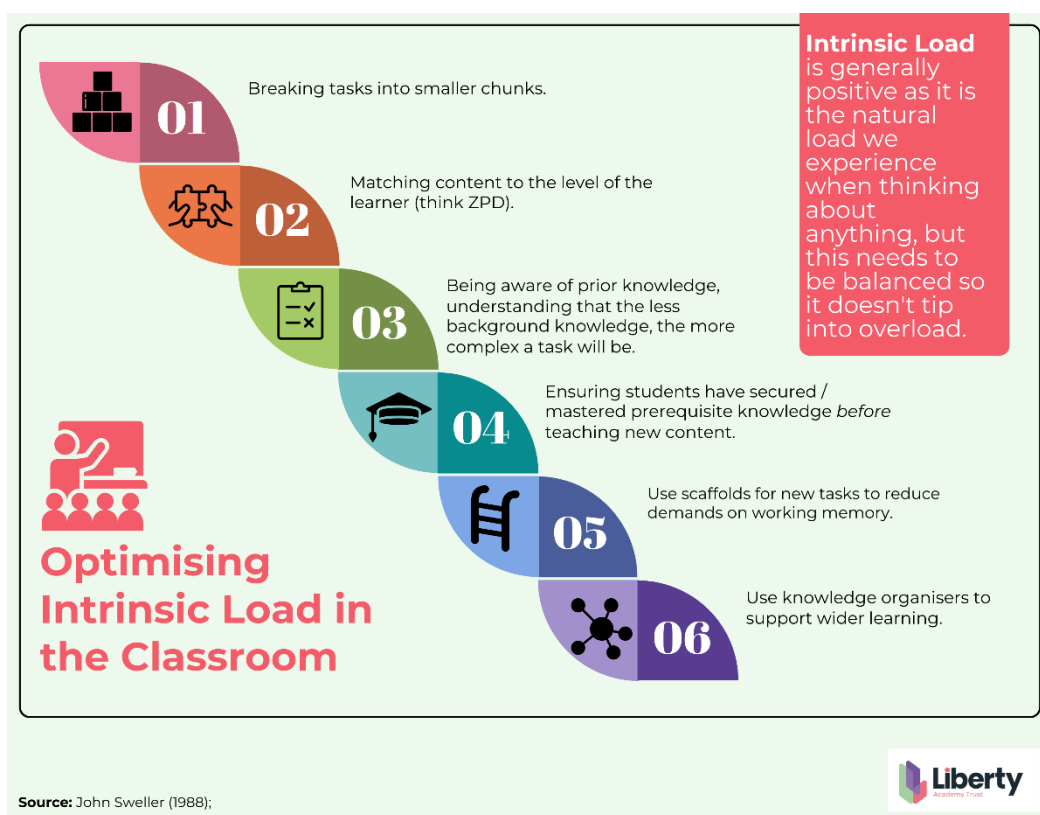 Intrinsic Load
is generally
positive as it is
the natural
load we
experience
when thinking
about
anything, but
this needs to
be balanced so
it doesn't tip
into overload.
01
Breaking tasks into smaller chunks.
02
Matching content to the level of the
learner (think ZPD).
03
Being aware of prior knowledge,
understanding that the less
background knowledge, the more
complex a task will be.
04
Ensuring students have secured /
mastered prerequisite knowledge before
teaching new content.
05
Use scaffolds for new tasks to reduce
demands on working memory.
06
Use knowledge organisers to
support wider learning.
Optimising
Intrinsic Load in
the Classroom
Liberty
Academy Trust
Source: John Sweller (1988);